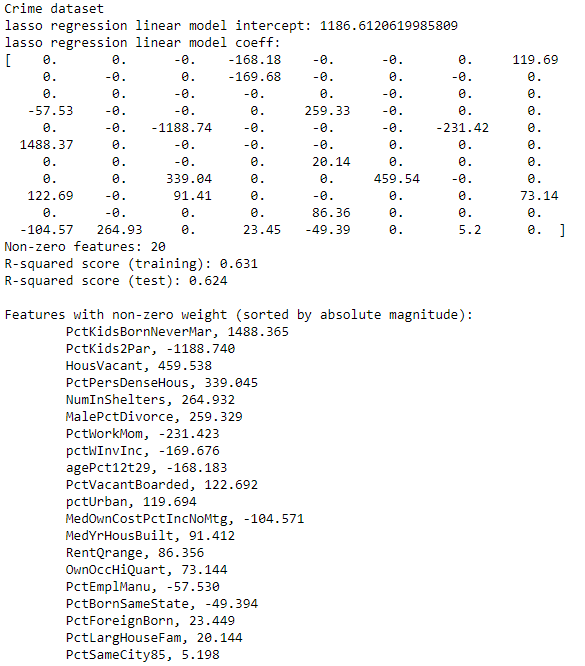 Crime dataset
lasso regression linear model intercept: 1186.6120619985809
lasso regression linear model coeff:
[ 0. 0. -0. -168.18 -0. -0. 0. 119.69
0. -0. 0. -169.68 -0. 0. -0. 0.
0. 0. -0. -0. 0. -0. 0. 0.
-57.53 -0. -0. 0. 259.33 -0. 0. 0.
0. -0. -1188.74 -0. -0. -0. -231.42 0.
1488.37 0. -0. -0. -0. 0. 0. 0.
0. 0. -0. 0. 20.14 0. 0. 0.
0. 0. 339.04 0. 0. 459.54 -0. 0.
122.69 -0. 91.41 0. -0. 0. 0. 73.14
0. -0. 0. 0. 86.36 0. 0. 0.
-104.57 264.93 0. 23.45 -49.39 0. 5.2 0. ]
Non-zero features: 20
R-squared score (training): 0.631
R-squared score (test): 0.624
Features with non-zero weight (sorted by absolute magnitude):
PctKidsBornNeverMar, 1488.365
PctKids2Par, -1188.740
HousVacant, 459.538
PctPersDenseHous, 339.045
NumInShelters, 264.932
MalePctDivorce, 259.329
PctWorkMom, -231.423
pctWInvInc, -169.676
agePct12t29, -168.183
PctVacantBoarded, 122.692
pctUrban, 119.694
MedOwnCostPctIncNoMtg, -104.571
MedYrHousBuilt, 91.412
RentQrange, 86.356
OwnOccHiQuart, 73.144
PctEmplManu, -57.530
PctBornSameState, -49.394
PctForeignBorn, 23.449
PctLargHouseFam, 20.144
PctSameCity85, 5.198